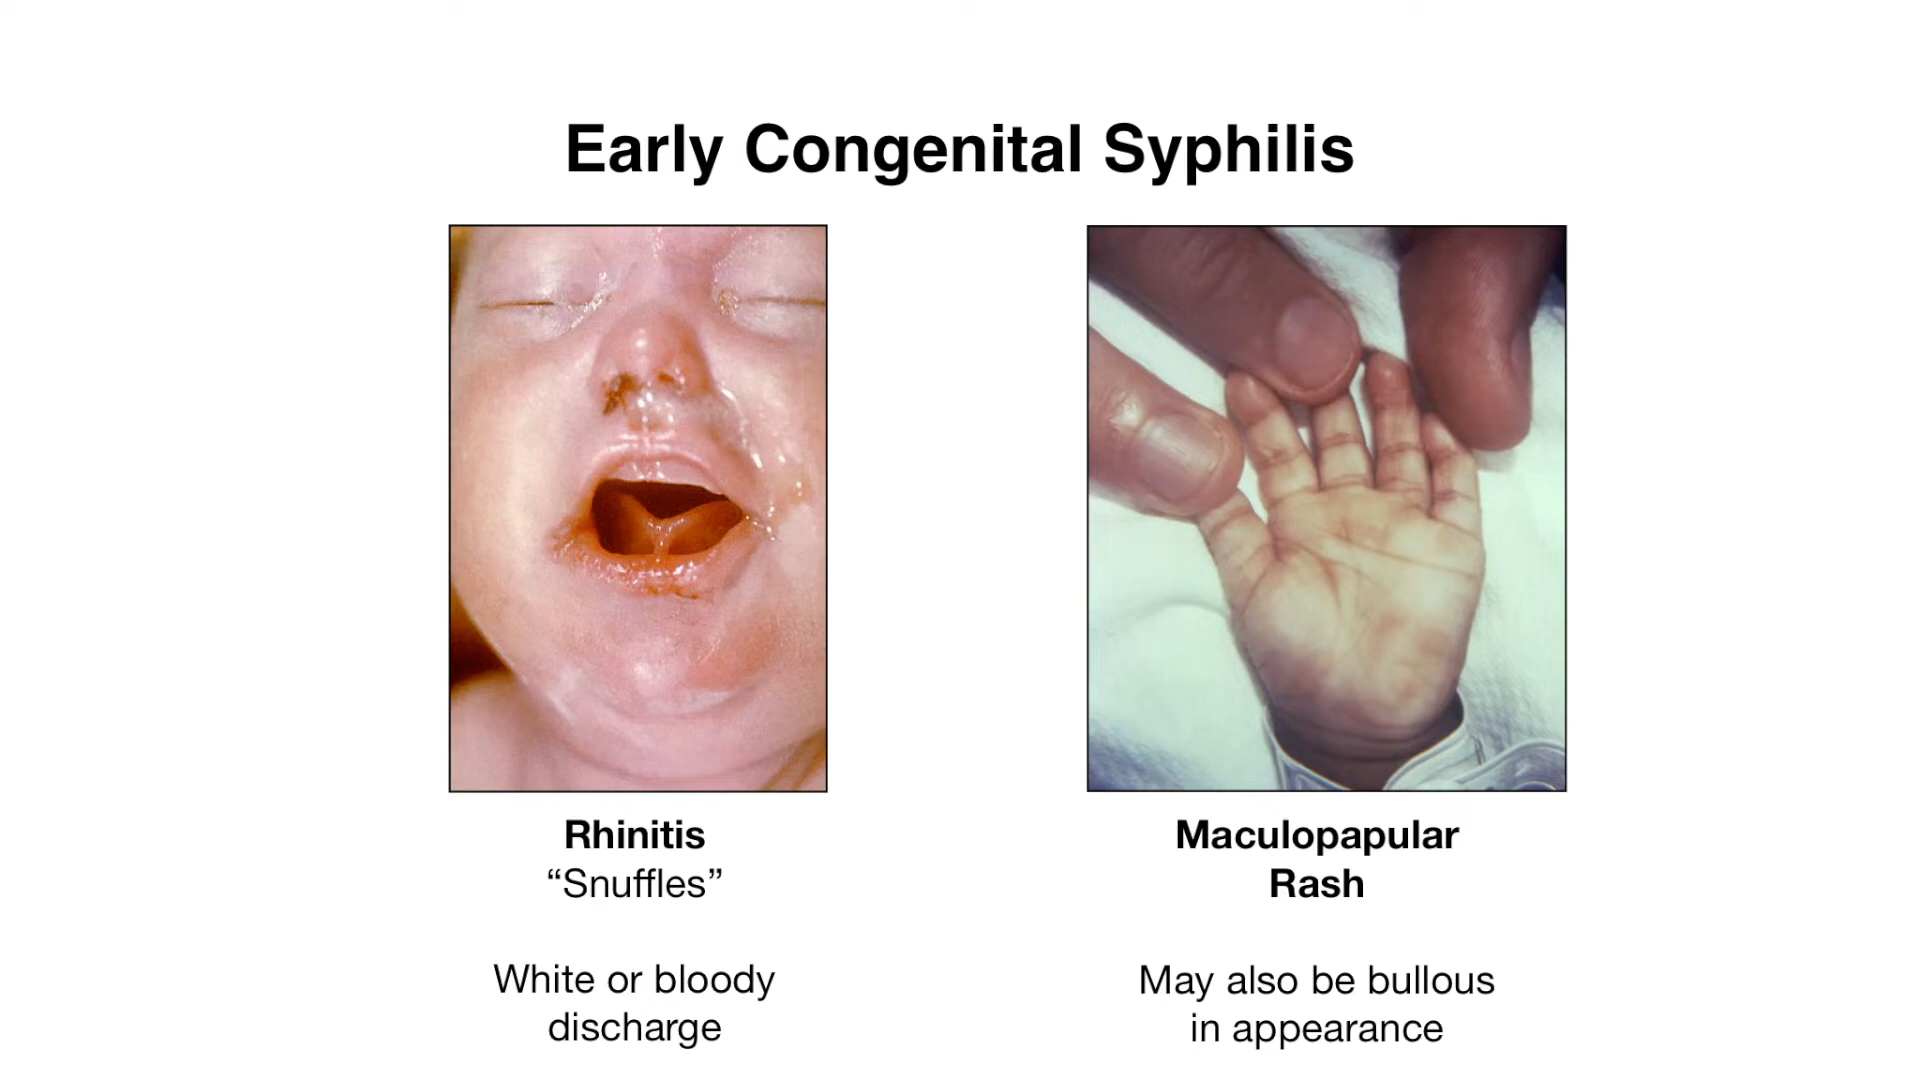 Early Congenital Syphilis
Rhinitis
“Snuffles”
White or bloody
discharge
Maculopapular
Rash
May also be bullous
in appearance